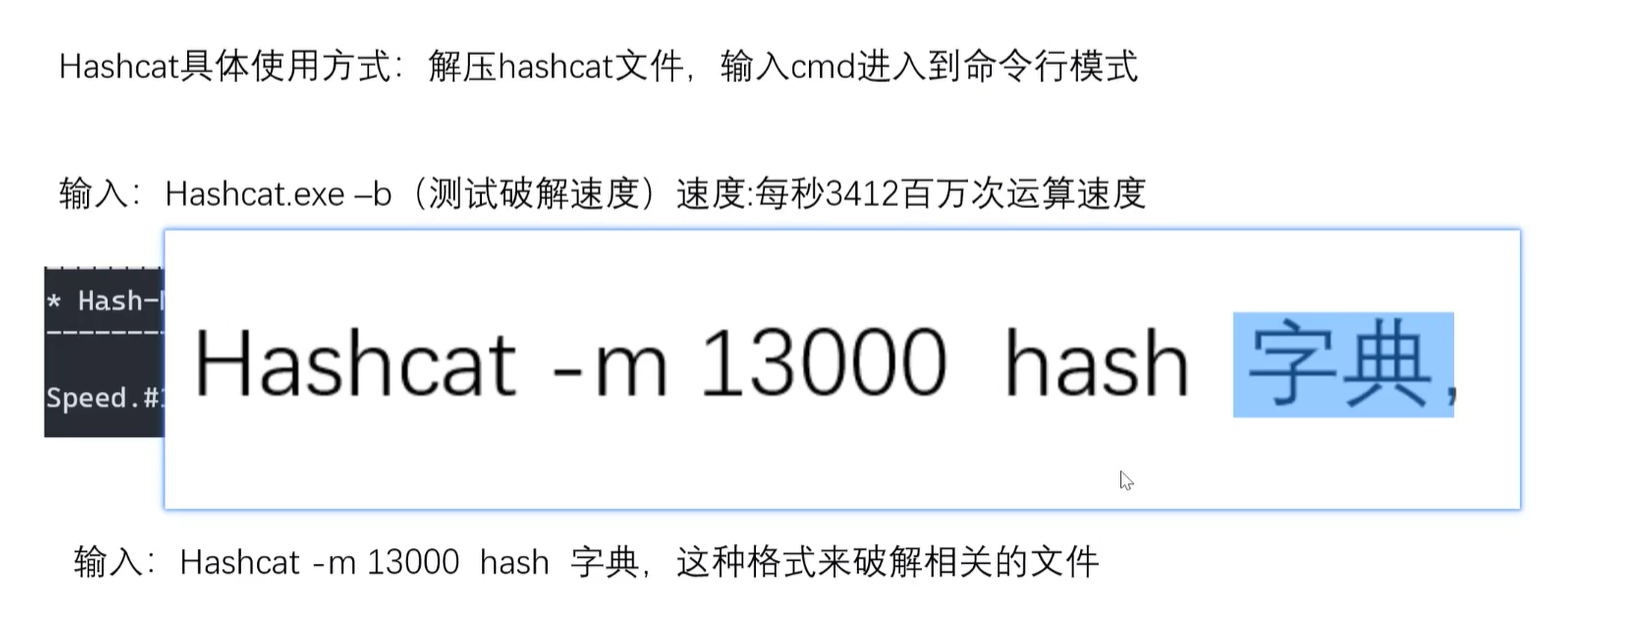 Hashcat具体使用方式：解压hashcat文件，输入cmd进入到命令行模式
输入：Hashcat.exe –b（测试破解速度）速度:每秒3412百万次运算速度
* Hash-
Hashcat -m 13000 hash 字典,
Speed.#
输入：Hashcat -m 13000 hash 字典，这种格式来破解相关的文件